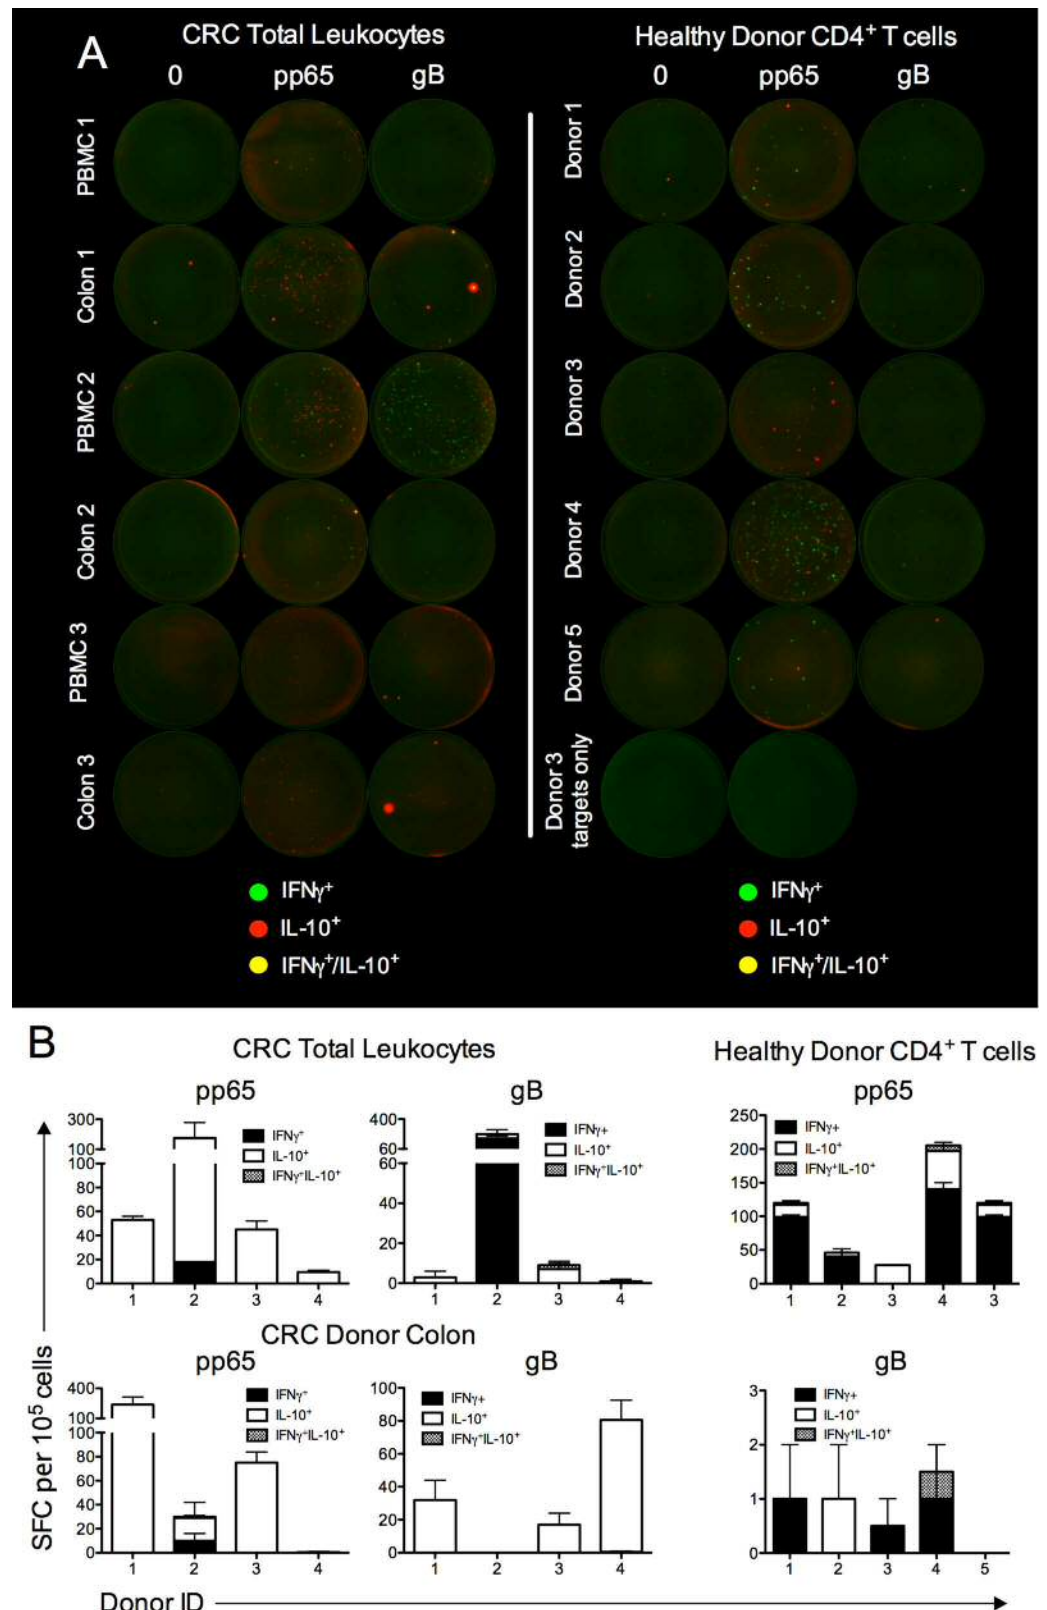 A
CRC Total Leukocytes
0 pp65 gB
PBMC 1
Colon 1
PBMC 2
Colon 2
PBMC 3
Colon 3
IFNγ⁺
IL-10⁺
IFNγ⁺/IL-10⁺
Healthy Donor CD4⁺ T cells
0 pp65 gB
Donor 1
Donor 2
Donor 3
Donor 4
Donor 5
Donor 3
targets only
IFNγ⁺
IL-10⁺
IFNγ⁺/IL-10⁺
B
SFC per 10⁵ cells
CRC Total Leukocytes
pp65
300
100
100
80
60
40
20
0
IFNγ⁺
IL-10⁺
IFNγ⁺IL-10⁺
1 2 3 4
gB
400
60
60
40
20
0
IFNγ+
IL-10⁺
IFNγ⁺IL-10⁺
1 2 3 4
Healthy Donor CD4⁺ T cells
pp65
250
200
150
100
50
0
IFNγ+
IL-10⁺
IFNγ⁺IL-10⁺
1 2 3 4 3
CRC Donor Colon
pp65
400
100
100
80
60
40
20
0
IFNγ⁺
IL-10⁺
IFNγ⁺IL-10⁺
1 2 3 4
gB
100
80
60
40
20
0
IFNγ+
IL-10⁺
IFNγ⁺IL-10⁺
1 2 3 4
gB
3
2
1
0
IFNγ+
IL-10⁺
IFNγ⁺IL-10⁺
1 2 3 4 5
Donor ID